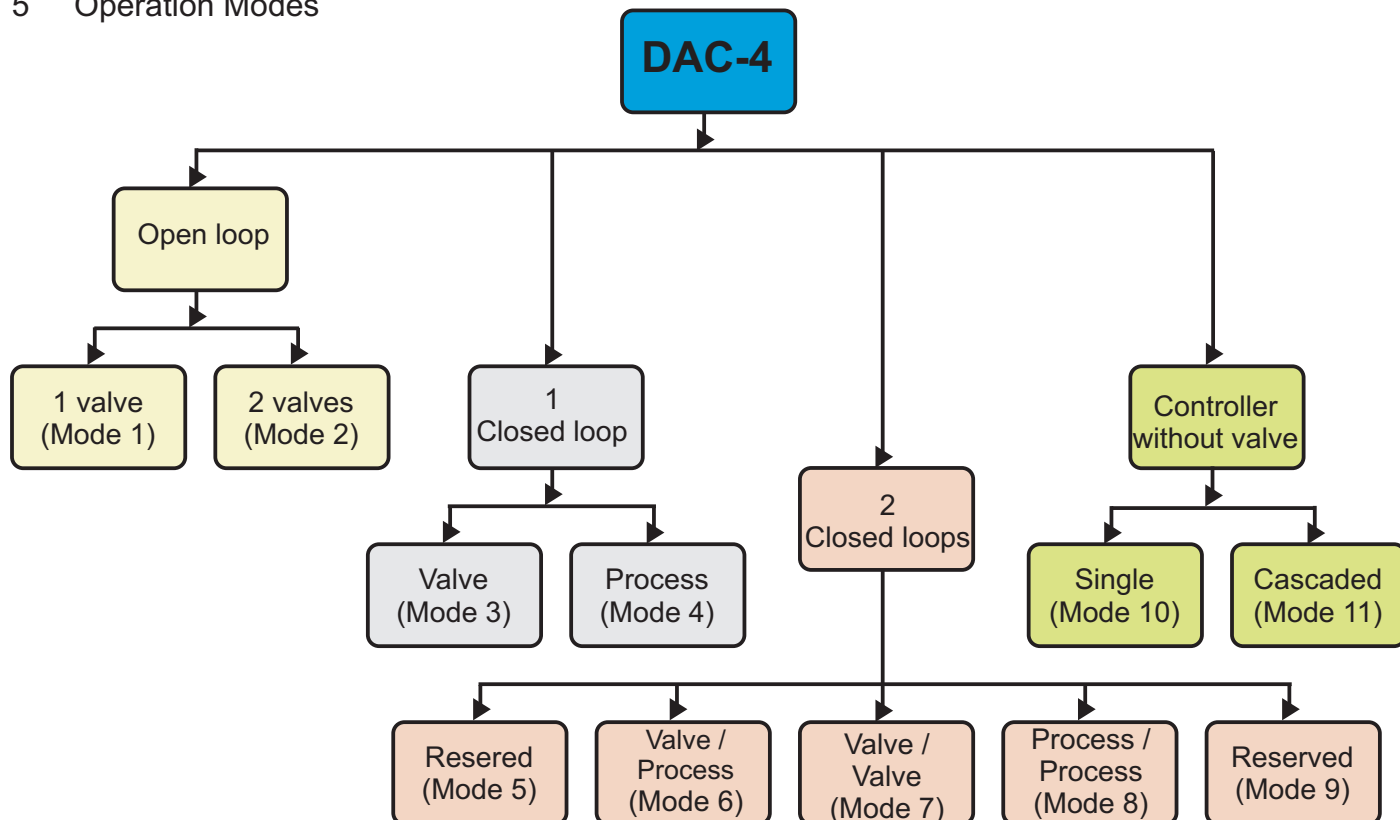 5 Operation Modes
DAC-4
Open loop
1 valve
(Mode 1)
2 valves
(Mode 2)
1
Closed loop
Controller
without valve
2
Closed loops
Valve
(Mode 3)
Process
(Mode 4)
Single
(Mode 10)
Cascaded
(Mode 11)
Resered
(Mode 5)
Valve /
Process
(Mode 6)
Valve /
Valve
(Mode 7)
Process /
Process
(Mode 8)
Reserved
(Mode 9)